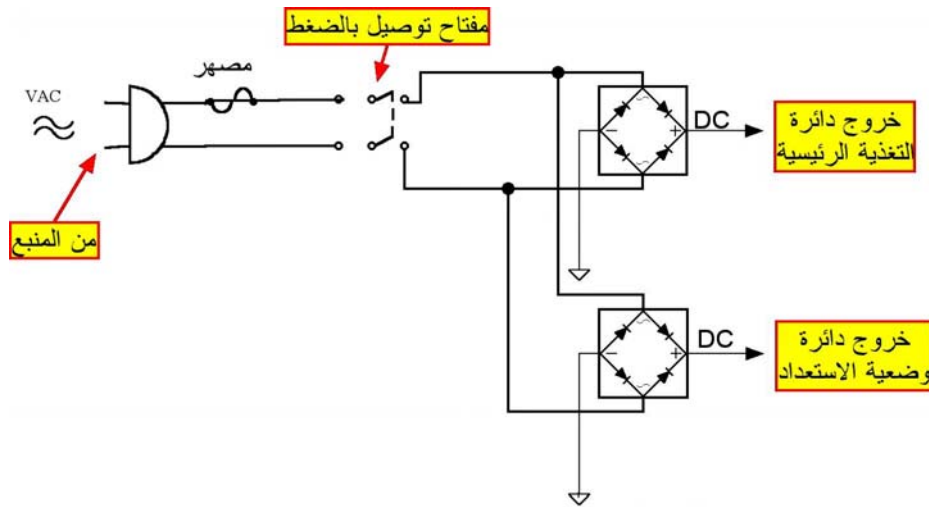 مفتاح توصيل بالضغط
مصهر
VAC
من المنبع
DC
خروج دائرة
التغذية الرئيسية
DC
خروج دائرة
وضعية الاستعداد